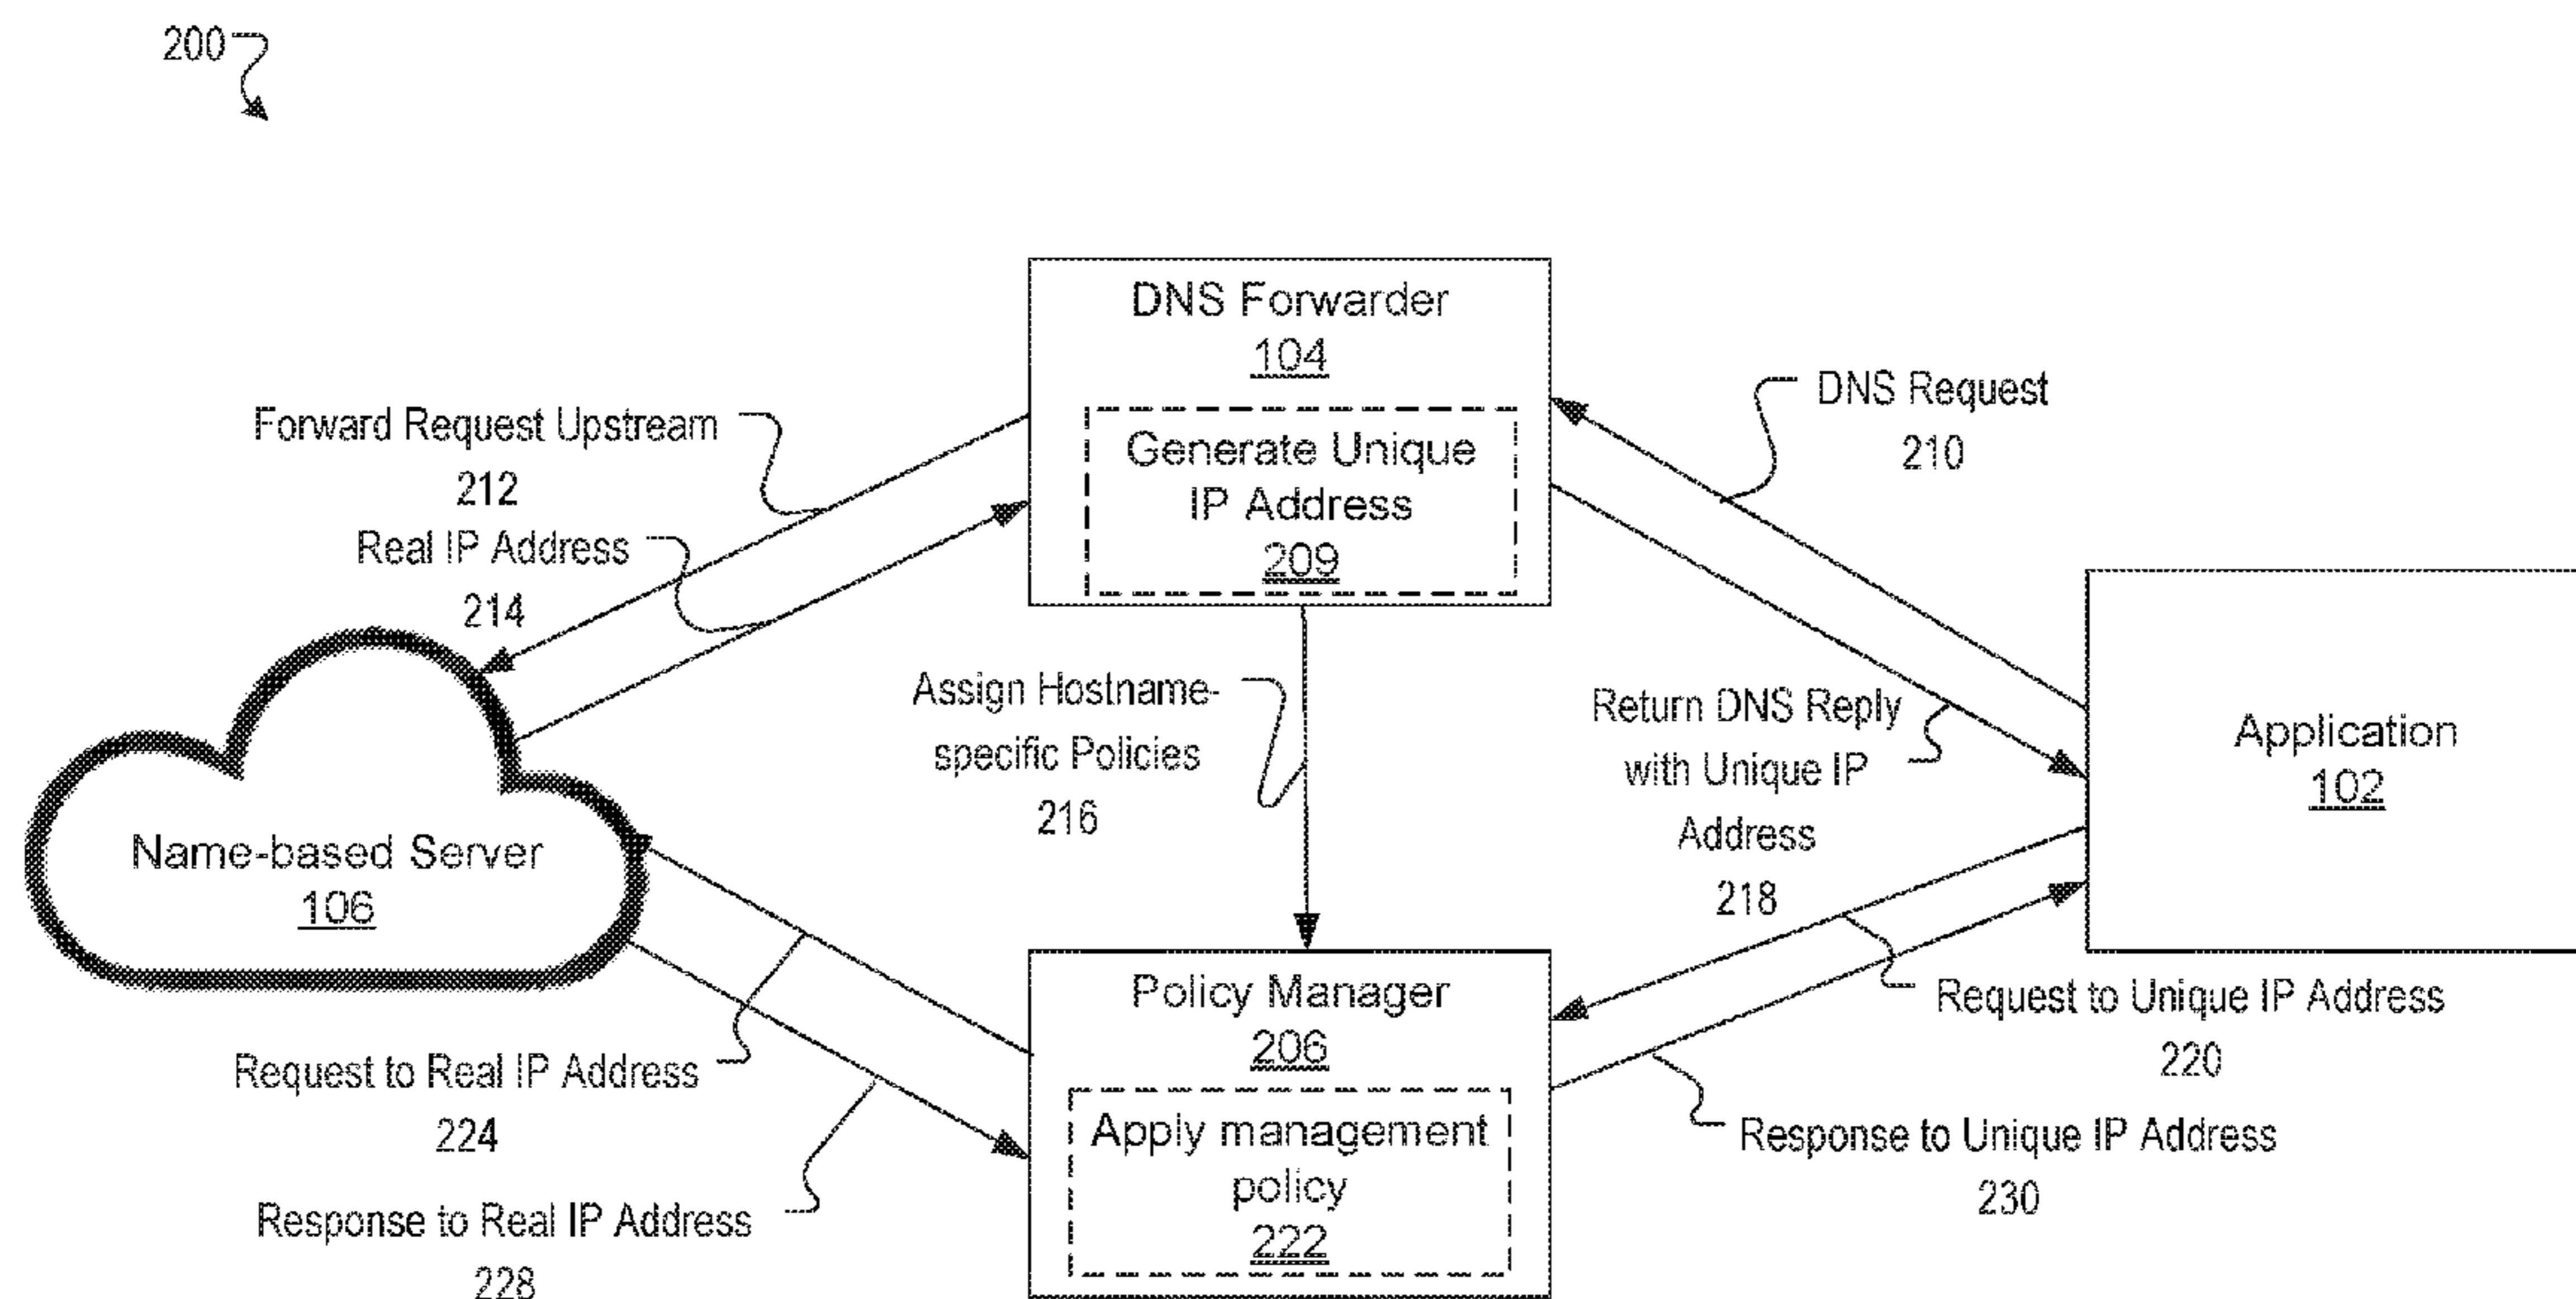 200
DNS Forwarder
104
Generate Unique
IP Address
209
DNS Request
210
Forward Request Upstream
212
Real IP Address
214
Assign Hostname-
specific Policies
216
Return DNS Reply
with Unique IP
Address
218
Application
102
Name-based Server
106
Policy Manager
206
Apply management
policy
222
Request to Unique IP Address
220
Response to Unique IP Address
230
Request to Real IP Address
224
Response to Real IP Address
228